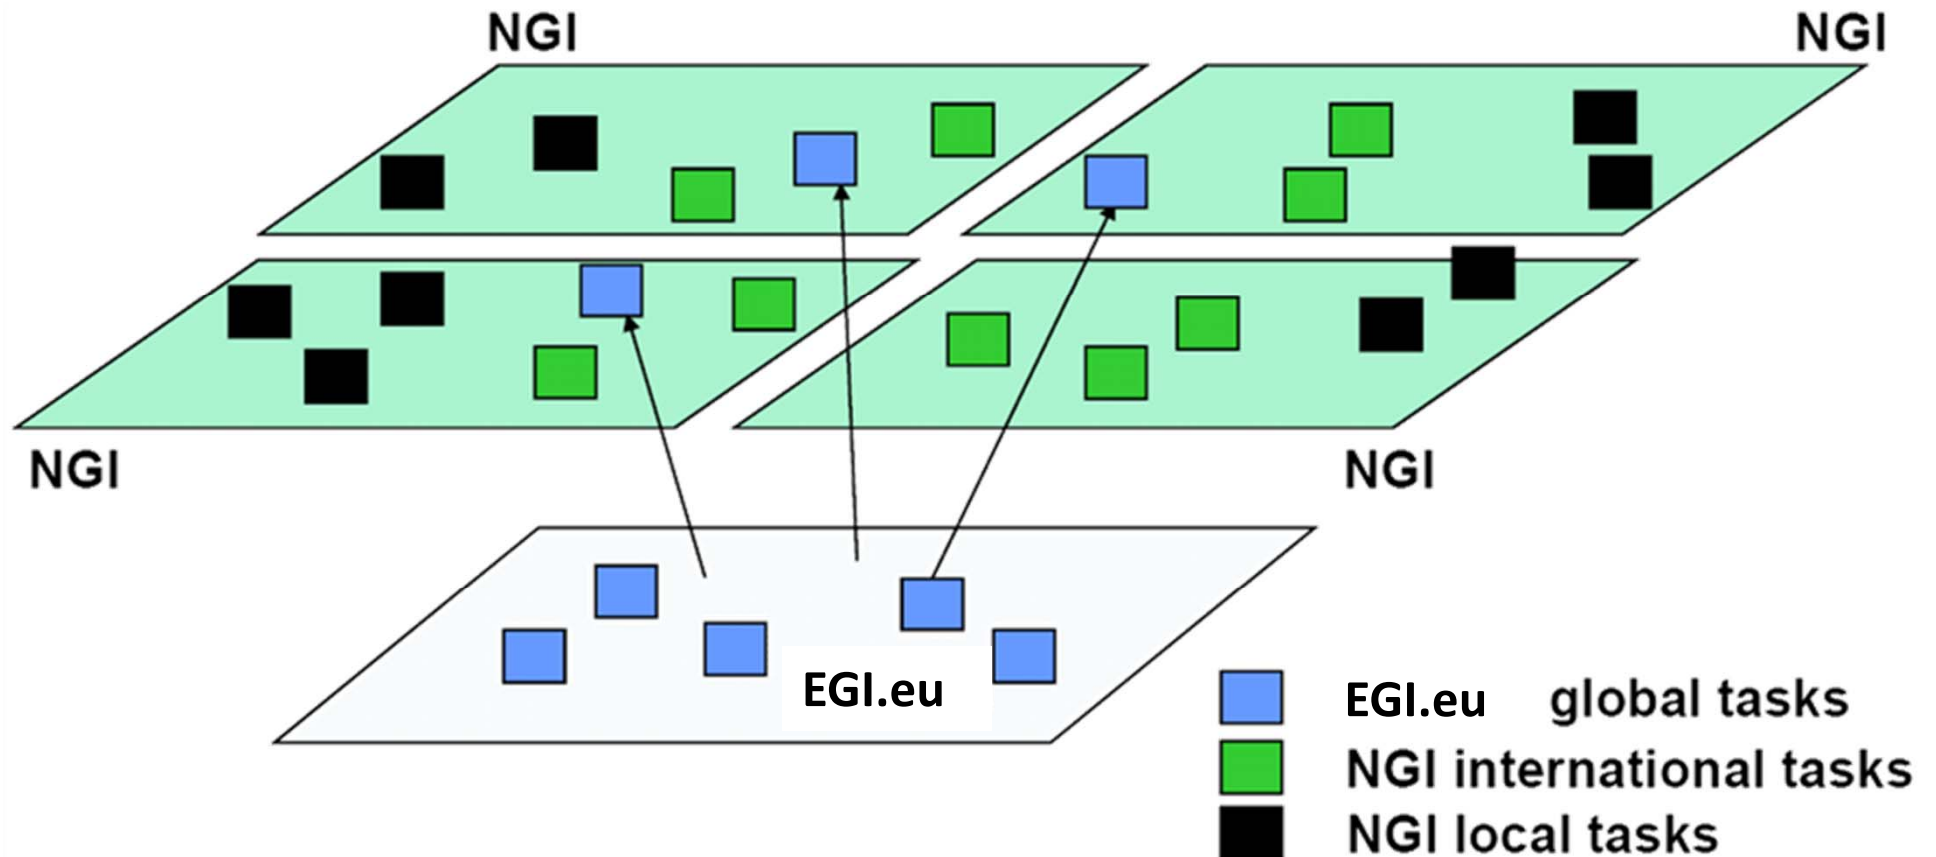 NGI
NGI
NGI
NGI
EGI.eu
EGI.eu global tasks
NGI international tasks
NGI local tasks